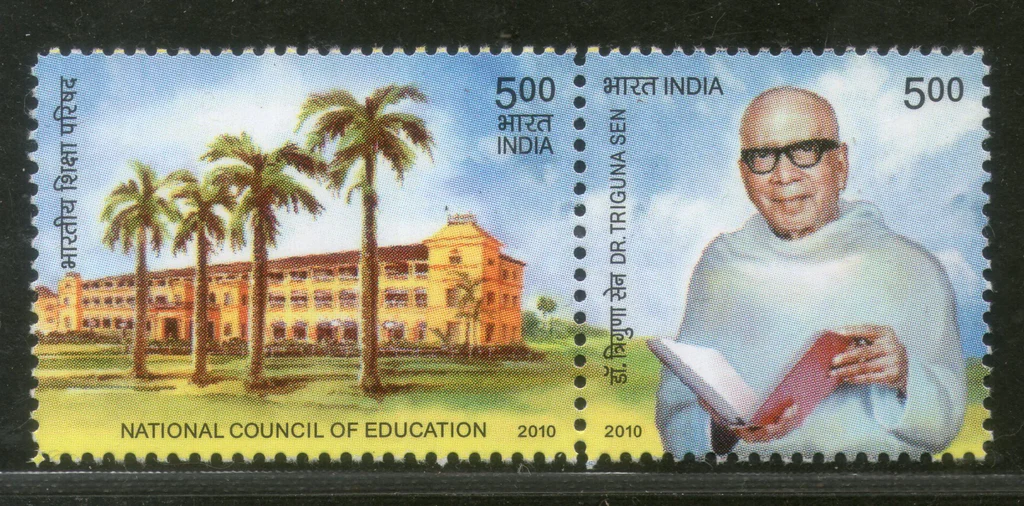 भारतीय शिक्षा परिषद
5.00
भारत
INDIA
NATIONAL COUNCIL OF EDUCATION 2010
भारत INDIA
5.00
डॉ. त्रिगुणा सेन DR. TRIGUNA SEN
2010